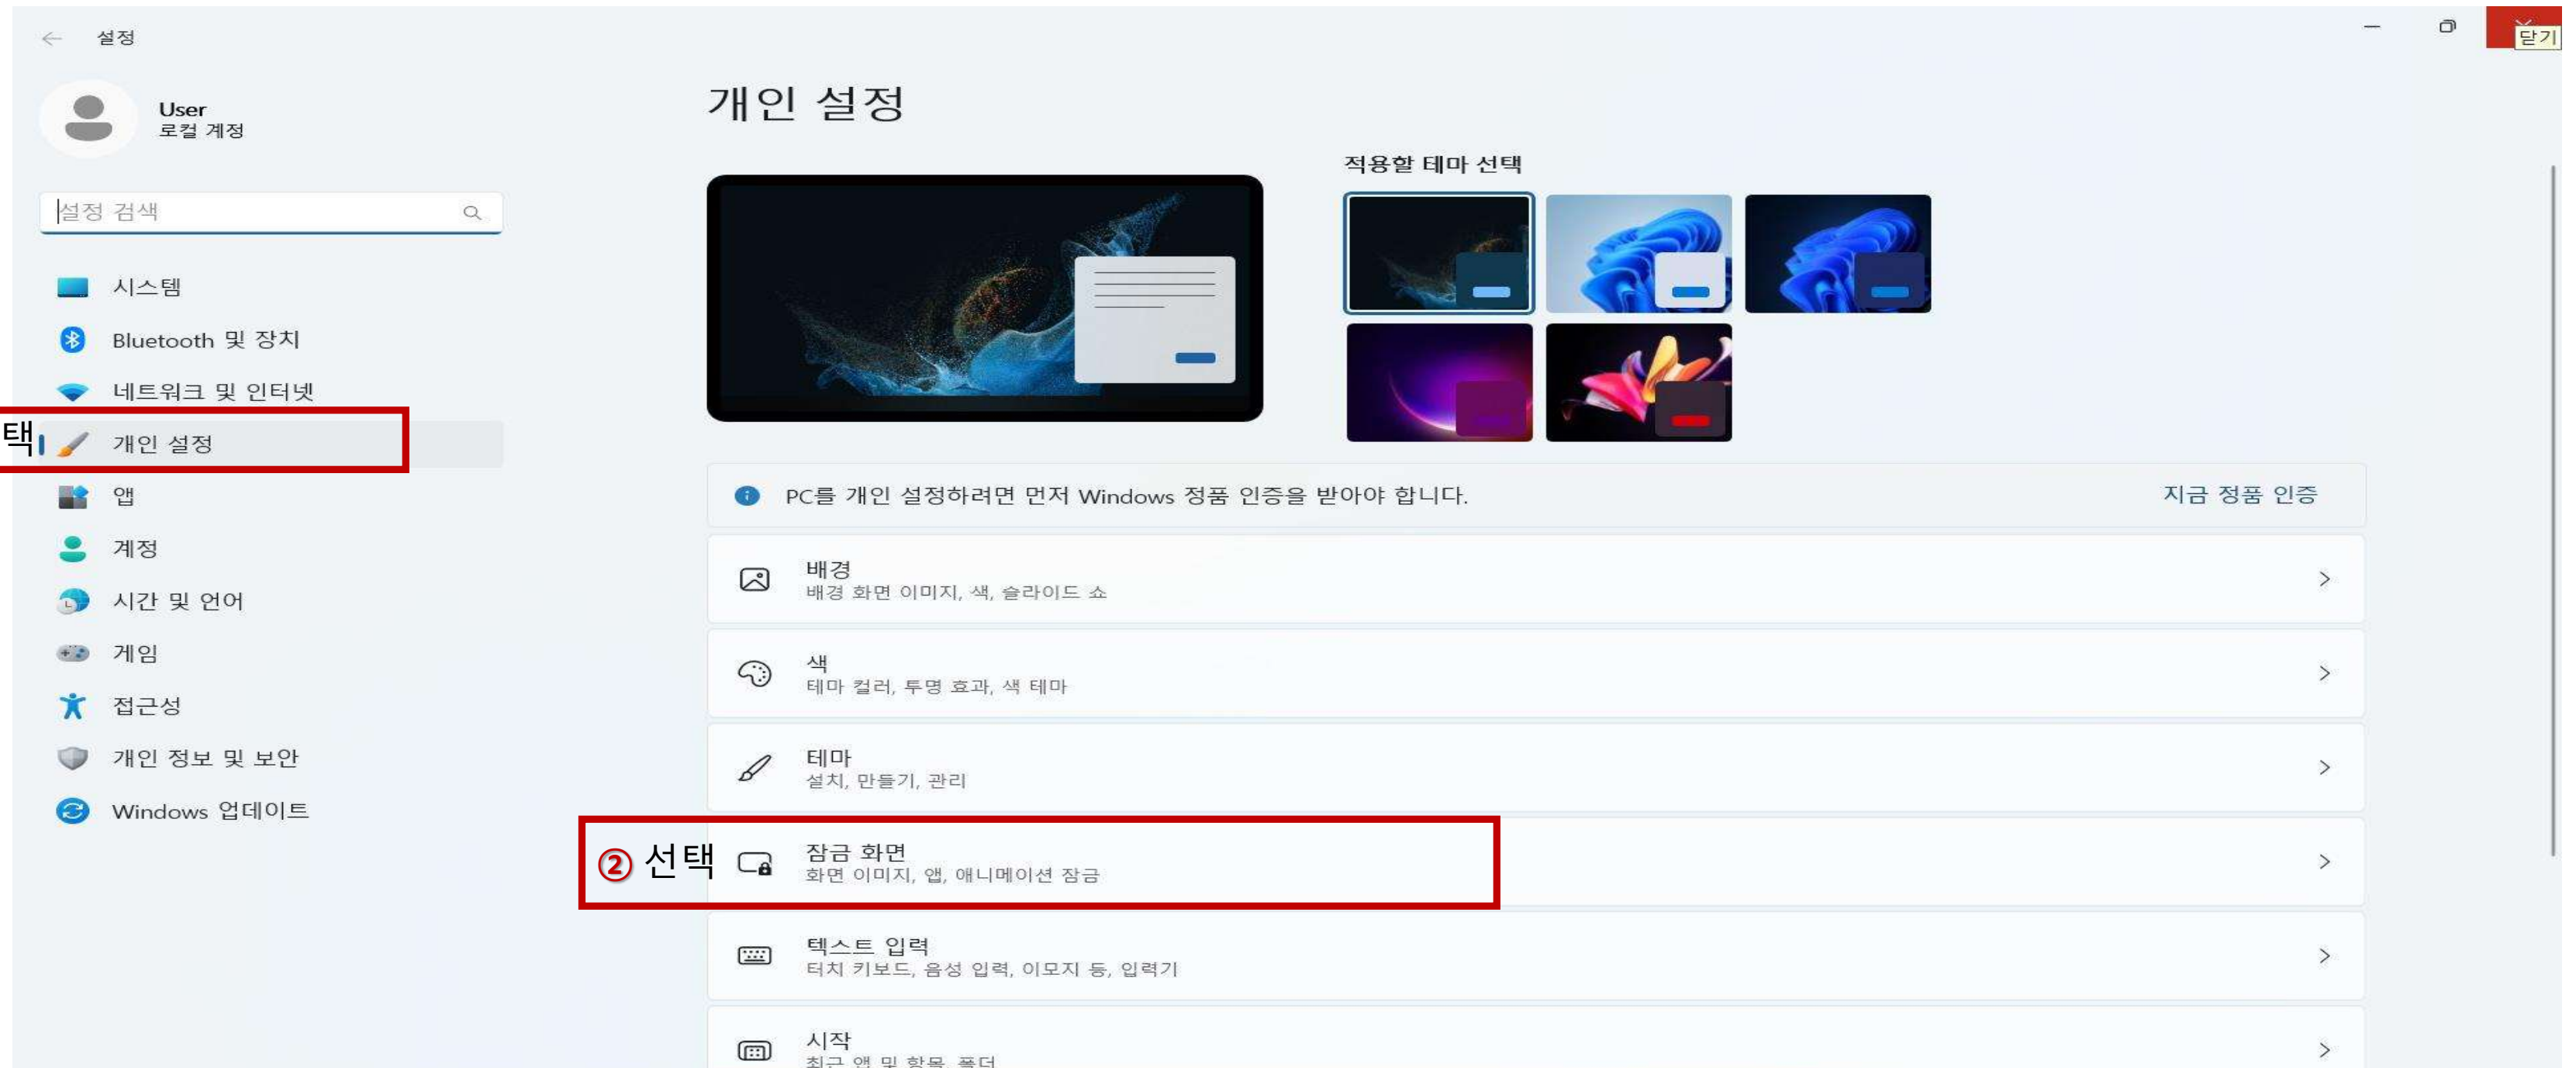 설정
닫기
User
로컬 계정
설정 검색
시스템
Bluetooth 및 장치
네트워크 및 인터넷
택
개인 설정
앱
계정
시간 및 언어
게임
접근성
개인 정보 및 보안
Windows 업데이트
개인 설정
적용할 테마 선택
PC를 개인 설정하려면 먼저 Windows 정품 인증을 받아야 합니다.
지금 정품 인증
배경
배경 화면 이미지, 색, 슬라이드 쇼
색
테마 컬러, 투명 효과, 색 테마
테마
설치, 만들기, 관리
② 선택
잠금 화면
화면 이미지, 앱, 애니메이션 잠금
텍스트 입력
터치 키보드, 음성 입력, 이모지 등, 입력기
시작
최근 앱 및 항목, 폴더